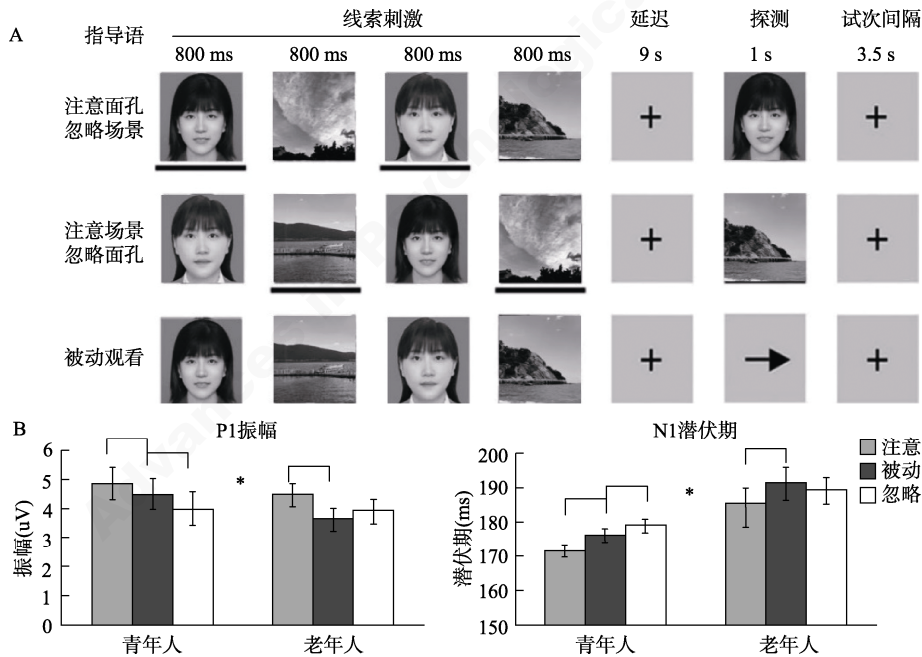 A
指导语
线索刺激
延迟
探测
试次间隔
800 ms
800 ms
800 ms
800 ms
9 s
1 s
3.5 s
注意面孔
忽略场景
注意场景
忽略面孔
被动观看
B
P1振幅
振幅(uV)
6
5
4
3
2
1
0
*
青年人
老年人
N1潜伏期
潜伏期(ms)
200
190
180
170
160
150
*
青年人
老年人
注意
被动
忽略